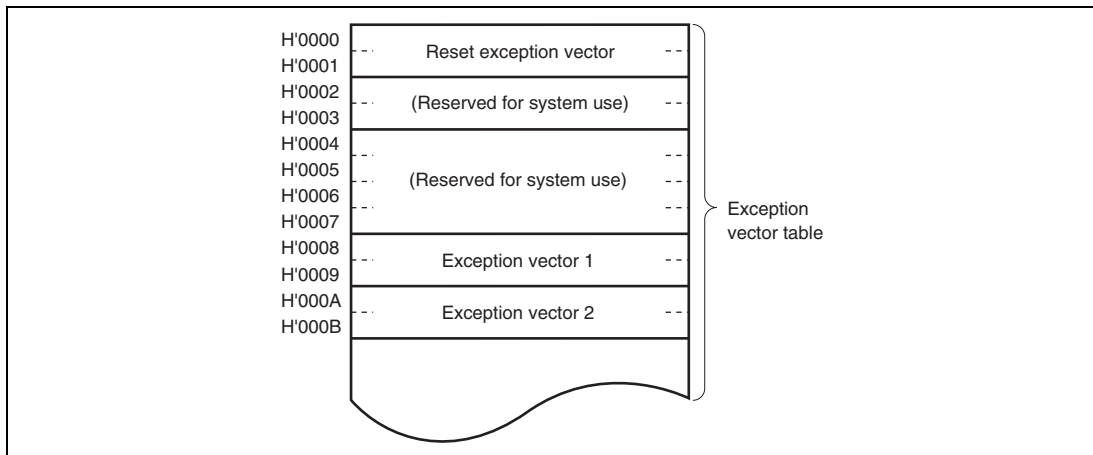 H'0000
Reset exception vector
H'0001
H'0002
(Reserved for system use)
H'0003
H'0004
H'0005
(Reserved for system use)
H'0006
H'0007
H'0008
Exception vector 1
H'0009
H'000A
Exception vector 2
H'000B
Exception
vector table